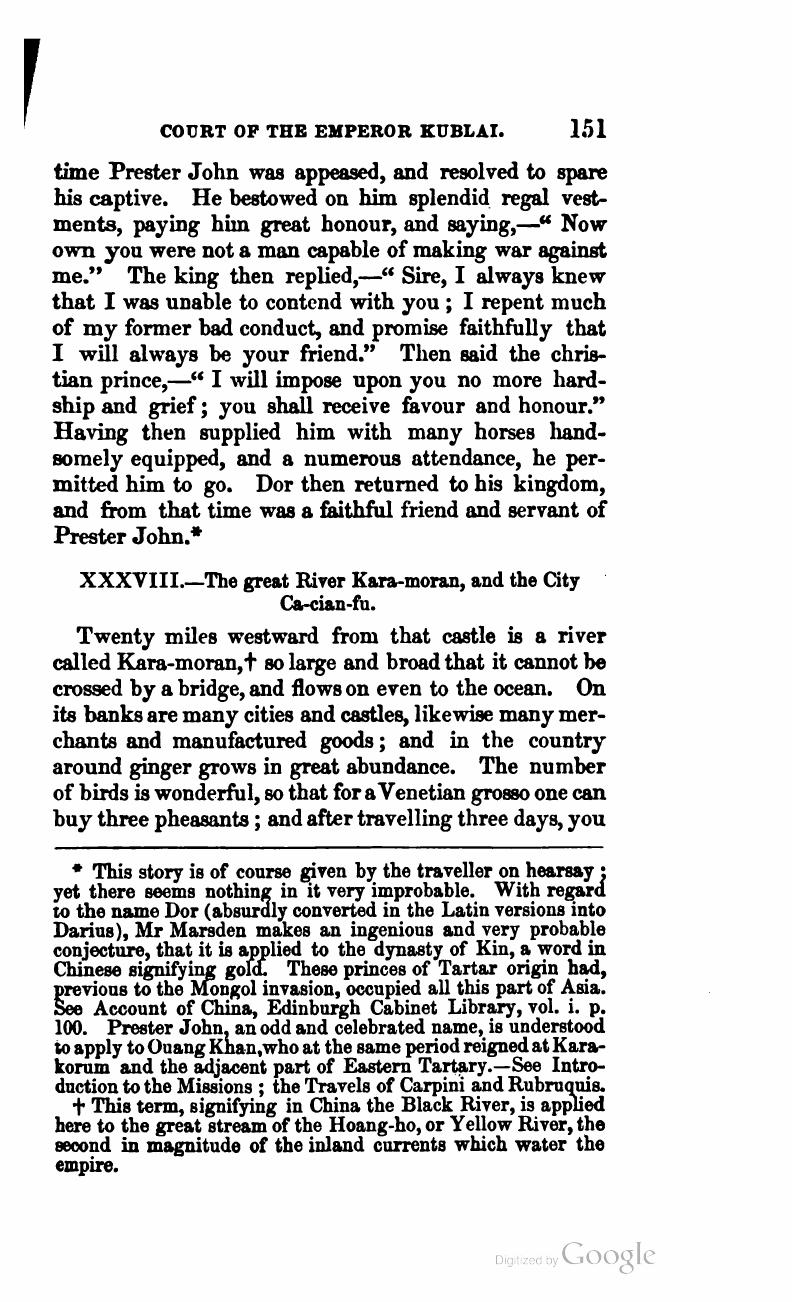 COURT OF THE EMPEROR KUBLAI. 151
time Prester John was appeased, and resolved to spare
his captive. He bestowed on him splendid regal vest-
ments, paying him great honour, and saying,—“ Now
own you were not a man capable of making war against
me.” The king then replied,—“ Sire, I always knew
that I was unable to contend with you ; I repent much
of my former bad conduct, and promise faithfully that
I will always be your friend.” Then said the chris-
tian prince,—“ I will impose upon you no more hard-
ship and grief ; you shall receive favour and honour.”
Having then supplied him with many horses hand-
somely equipped, and a numerous attendance, he per-
mitted him to go. Dor then returned to his kingdom,
and from that time was a faithful friend and servant of
Prester John.*
XXXVIII.—The great River Kara-moran, and the City
Ca-cian-fu.
Twenty miles westward from that castle is a river
called Kara-moran,† so large and broad that it cannot be
crossed by a bridge, and flows on even to the ocean. On
its banks are many cities and castles, likewise many mer-
chants and manufactured goods ; and in the country
around ginger grows in great abundance. The number
of birds is wonderful, so that for a Venetian grosso one can
buy three pheasants ; and after travelling three days, you
* This story is of course given by the traveller on hearsay ;
yet there seems nothing in it very improbable. With regard
to the name Dor (absurdly converted in the Latin versions into
Darius), Mr Marsden makes an ingenious and very probable
conjecture, that it is applied to the dynasty of Kin, a word in
Chinese signifying gold. These princes of Tartar origin had,
previous to the Mongol invasion, occupied all this part of Asia.
See Account of China, Edinburgh Cabinet Library, vol. i. p.
100. Prester John, an odd and celebrated name, is understood
to apply to Ouang Khan,who at the same period reigned at Kara-
korum and the adjacent part of Eastern Tartary.—See Intro-
duction to the Missions ; the Travels of Carpini and Rubruquis.
† This term, signifying in China the Black River, is applied
here to the great stream of the Hoang-ho, or Yellow River, the
second in magnitude of the inland currents which water the
empire.
Digitized by Google